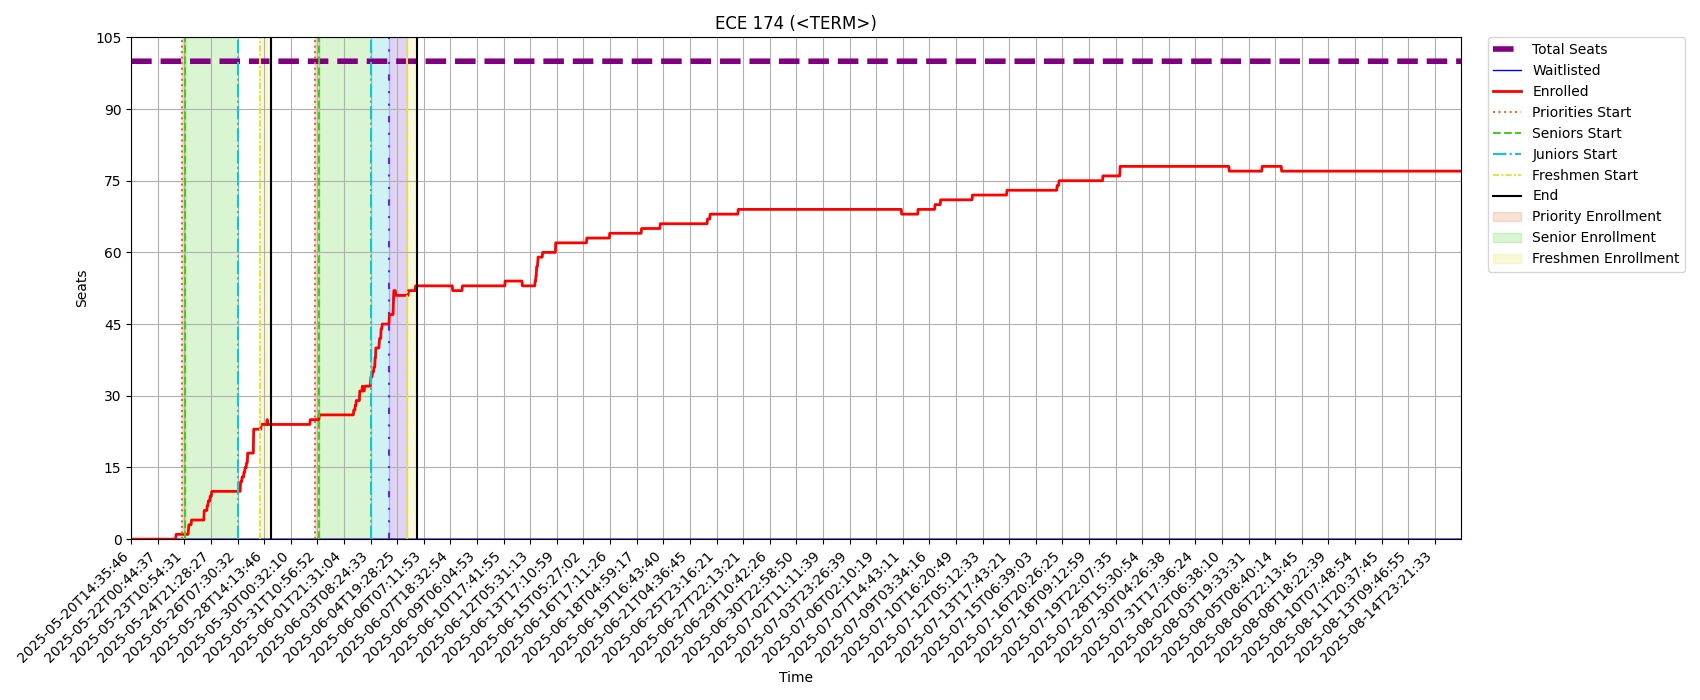 ECE 174 (<TERM>)
105
90
75
60
45
30
15
0
Seats
Total Seats
Waitlisted
Enrolled
Priorities Start
Seniors Start
Juniors Start
Freshmen Start
End
Priority Enrollment
Senior Enrollment
Freshmen Enrollment
2025-05-20T14:35:46
2025-05-22T00:44:37
2025-05-23T10:54:31
2025-05-24T21:28:27
2025-05-26T07:30:32
2025-05-28T14:13:46
2025-05-30T00:32:10
2025-05-31T10:56:52
2025-06-01T21:31:04
2025-06-03T08:24:33
2025-06-04T19:28:25
2025-06-06T07:11:53
2025-06-07T18:32:54
2025-06-09T06:04:53
2025-06-10T17:41:55
2025-06-12T05:31:13
2025-06-13T17:10:59
2025-06-15T05:27:02
2025-06-16T17:11:26
2025-06-18T04:59:17
2025-06-19T16:43:40
2025-06-21T04:36:45
2025-06-25T23:16:21
2025-06-27T22:13:21
2025-06-29T10:42:26
2025-06-30T22:58:50
2025-07-02T11:11:39
2025-07-03T23:26:39
2025-07-06T02:10:19
2025-07-07T14:43:11
2025-07-09T03:34:16
2025-07-10T16:20:49
2025-07-12T05:12:33
2025-07-13T17:43:21
2025-07-15T06:39:03
2025-07-16T20:26:25
2025-07-18T09:12:59
2025-07-19T22:07:35
2025-07-28T15:30:54
2025-07-30T04:26:38
2025-07-31T17:36:24
2025-08-02T06:38:10
2025-08-03T19:33:31
2025-08-05T08:40:14
2025-08-06T22:13:45
2025-08-08T18:22:39
2025-08-10T07:48:54
2025-08-11T20:37:45
2025-08-13T09:46:55
2025-08-14T23:21:33
Time